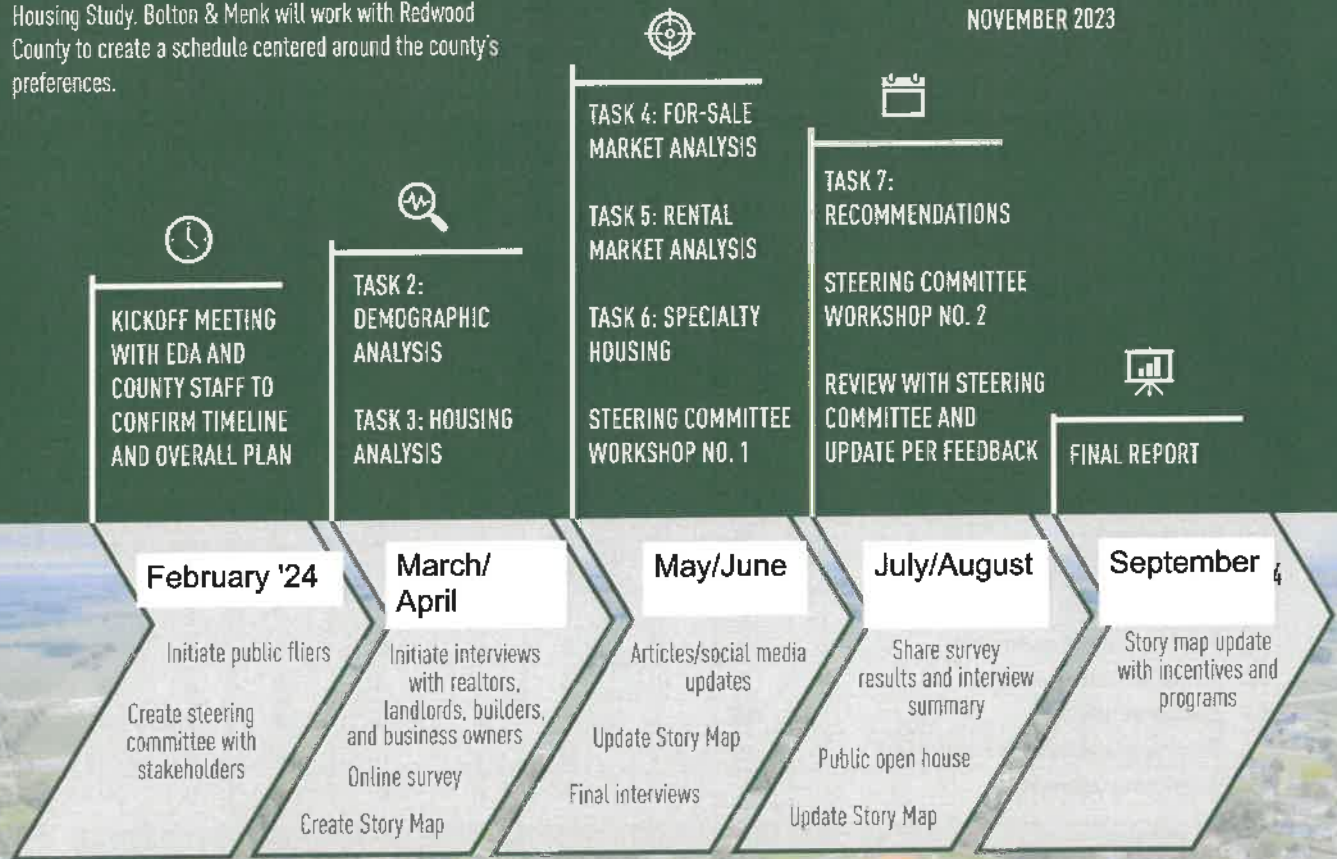 Housing Study. Bolton & Menk will work with Redwood
County to create a schedule centered around the county's
preferences.
NOVEMBER 2023
KICKOFF MEETING
WITH EDA AND
COUNTY STAFF TO
CONFIRM TIMELINE
AND OVERALL PLAN
TASK 2:
DEMOGRAPHIC
ANALYSIS
TASK 3: HOUSING
ANALYSIS
TASK 4: FOR-SALE
MARKET ANALYSIS
TASK 5: RENTAL
MARKET ANALYSIS
TASK 6: SPECIALTY
HOUSING
STEERING COMMITTEE
WORKSHOP NO. 1
TASK 7:
RECOMMENDATIONS
STEERING COMMITTEE
WORKSHOP NO. 2
REVIEW WITH STEERING
COMMITTEE AND
UPDATE PER FEEDBACK
FINAL REPORT
February '24
Initiate public fliers
Create steering
committee with
stakeholders
March/
April
Initiate interviews
with realtors,
landlords, builders,
and business owners
Online survey
Create Story Map
May/June
Articles/social media
updates
Update Story Map
Final interviews
July/August
Share survey
results and interview
summary
Public open house
Update Story Map
September
Story map update
with incentives and
programs